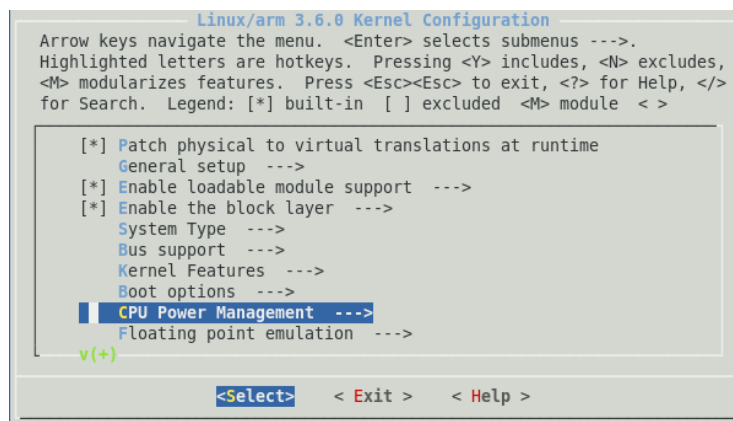 Linux/arm 3.6.0 Kernel Configuration
Arrow keys navigate the menu.  <Enter> selects submenus --->.
Highlighted letters are hotkeys.  Pressing <Y> includes, <N> excludes,
<M> modularizes features.  Press <Esc><Esc> to exit, <?> for Help, </>
for Search.  Legend: [*] built-in  [ ] excluded  <M> module  < >
[*] Patch physical to virtual translations at runtime
General setup  --->
[*] Enable loadable module support  --->
[*] Enable the block layer  --->
System Type  --->
Bus support  --->
Kernel Features  --->
Boot options  --->
CPU Power Management  --->
Floating point emulation  --->
v(+)
<Select>    < Exit >    < Help >